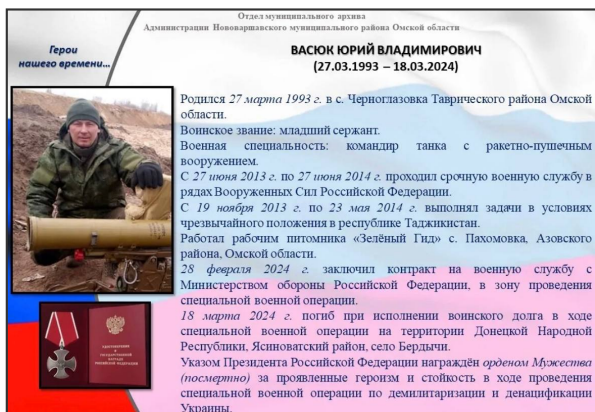 Отдел муниципального архива
Администрации Нововаршавского муниципального района Омской области
Герои
нашего времени...
ВАСЮК ЮРИЙ ВЛАДИМИРОВИЧ
(27.03.1993 – 18.03.2024)
Родился 27 марта 1993 г. в с. Черноглазовка Таврического района Омской
области.
Воинское звание: младший сержант.
Военная специальность: командир танка с ракетно-пушечным
вооружением.
С 27 июня 2013 г. по 27 июня 2014 г. проходил срочную военную службу в
рядах Вооруженных Сил Российской Федерации.
С 19 ноября 2013 г. по 23 мая 2014 г. выполнял задачи в условиях
чрезвычайного положения в республике Таджикистан.
Работал рабочим питомника «Зелёный Гид» с. Пахомовка, Азовского
района, Омской области.
28 февраля 2024 г. заключил контракт на военную службу с
Министерством обороны Российской Федерации, в зону проведения
специальной военной операции.
18 марта 2024 г. погиб при исполнении воинского долга в ходе
специальной военной операции на территории Донецкой Народной
Республики, Ясиноватский район, село Бердычи.
Указом Президента Российской Федерации награждён орденом Мужества
(посмертно) за проявленные героизм и стойкость в ходе проведения
специальной военной операции по демилитаризации и денацификации
Украины.